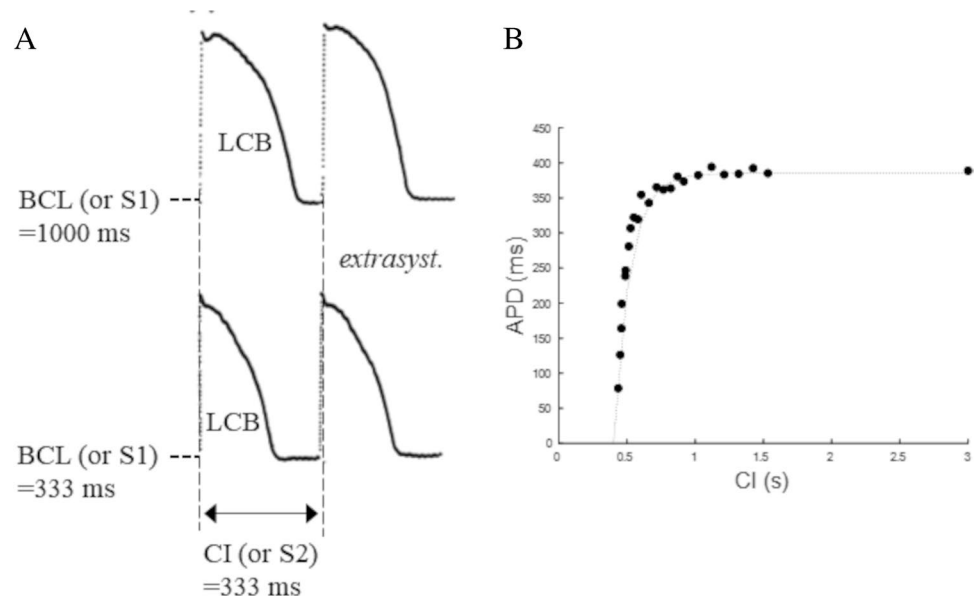 A
B
LCB
BCL (or S1)
=1000 ms
extrasyst.
LCB
BCL (or S1)
=333 ms
CI (or S2)
=333 ms
450
400
350
300
250
200
150
100
50
0
APD (ms)
0 0.5 1 1.5 2 2.5 3
CI (s)